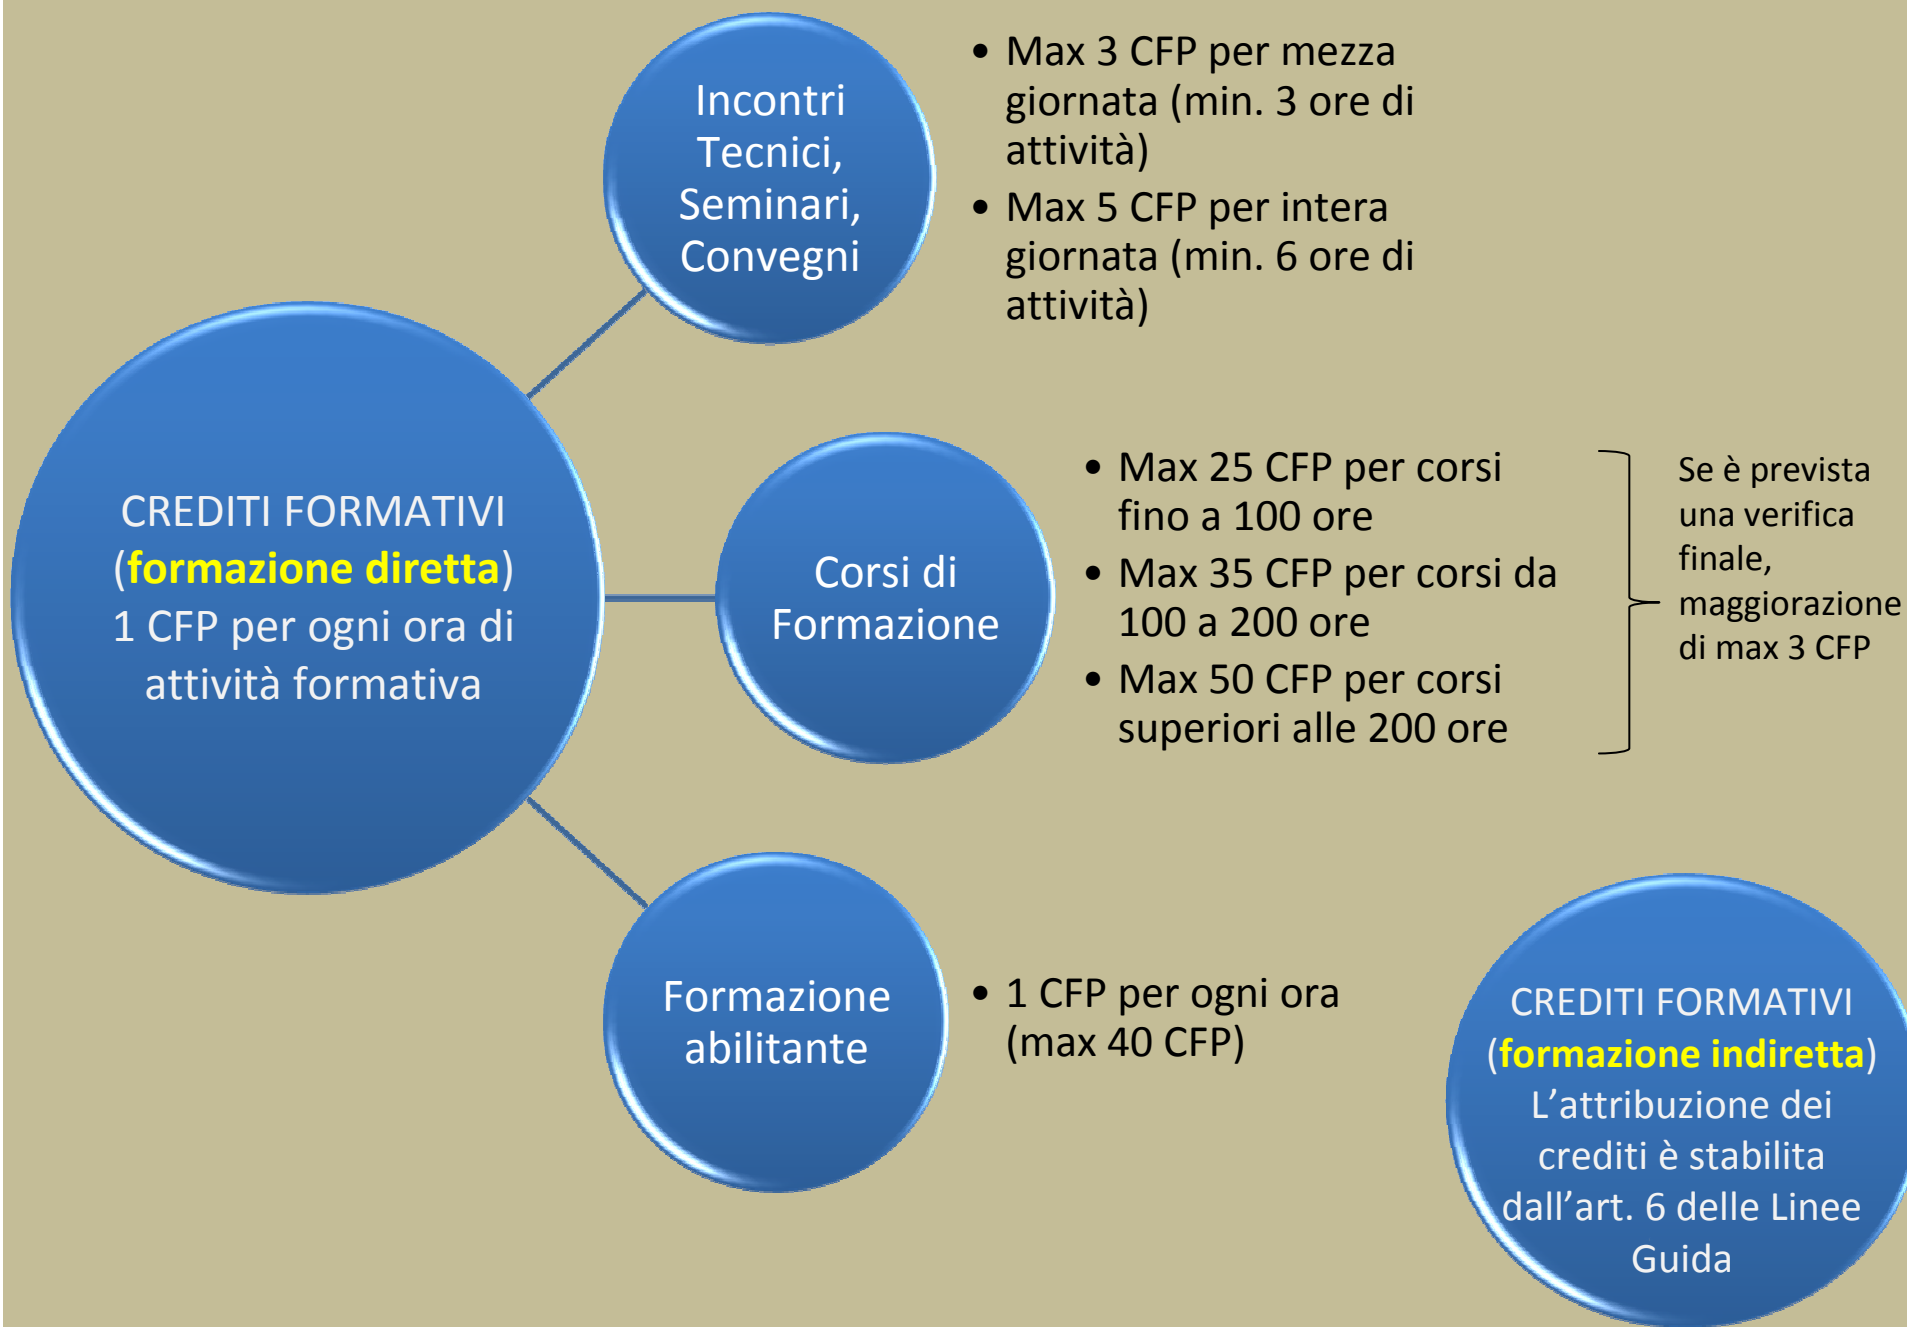 Incontri
Tecnici,
Seminari,
Convegni
• Max 3 CFP per mezza
giornata (min. 3 ore di
attività)
• Max 5 CFP per intera
giornata (min. 6 ore di
attività)
CREDITI FORMATIVI
(formazione diretta)
1 CFP per ogni ora di
attività formativa
Corsi di
Formazione
• Max 25 CFP per corsi
fino a 100 ore
• Max 35 CFP per corsi da
100 a 200 ore
• Max 50 CFP per corsi
superiori alle 200 ore
Se è prevista
una verifica
finale,
maggiorazione
di max 3 CFP
Formazione
abilitante
• 1 CFP per ogni ora
(max 40 CFP)
CREDITI FORMATIVI
(formazione indiretta)
L’attribuzione dei
crediti è stabilita
dall’art. 6 delle Linee
Guida